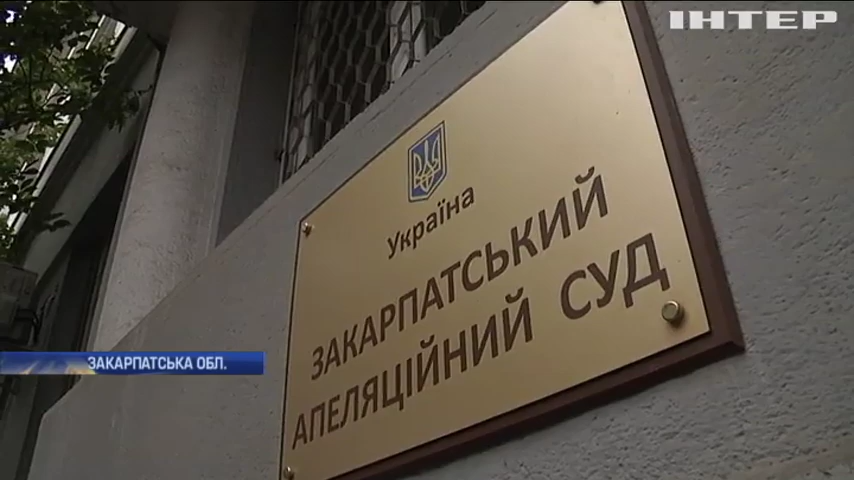 ІНТЕР
Україна
ЗАКАРПАТСЬКИЙ
АПЕЛЯЦІЙНИЙ СУД
ЗАКАРПАТСЬКА ОБЛ.